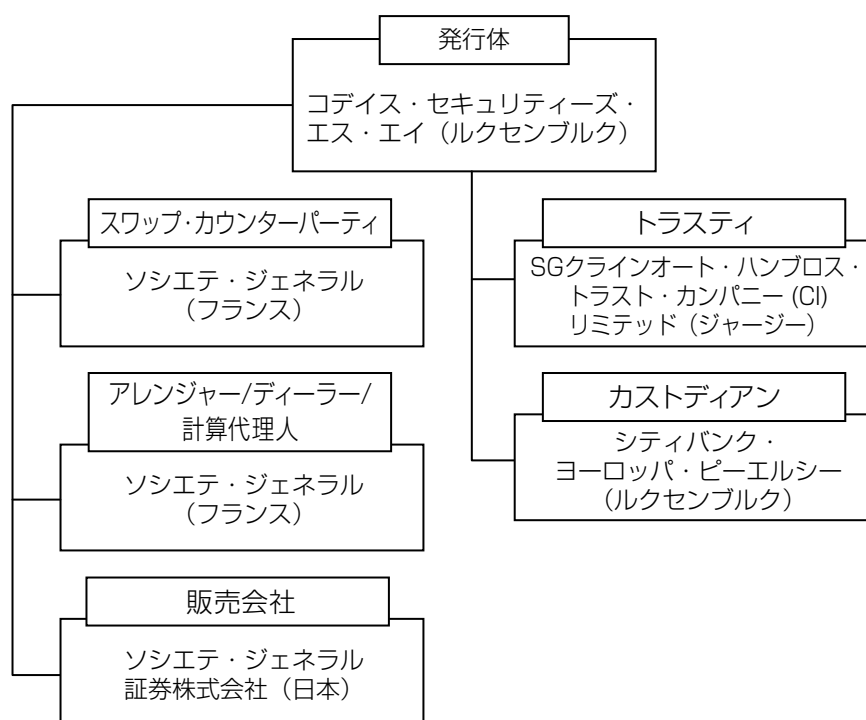 発行体
コデイス・セキュリティーズ・
エス・エイ（ルクセンブルク）
スワップ・カウンターパーティ
ソシエテ・ジェネラル
（フランス）
アレンジャー/ディーラー/
計算代理人
ソシエテ・ジェネラル
（フランス）
販売会社
ソシエテ・ジェネラル
証券株式会社（日本）
トラスティ
SGクラインオート・ハンブロス・
トラスト・カンパニー (CI)
リミテッド（ジャージー）
カストディアン
シティバンク・
ヨーロッパ・ピーエルシー
（ルクセンブルク）